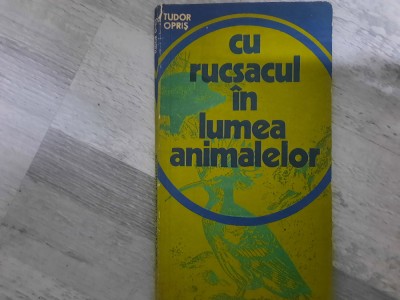 TUDOR
OPRIȘ
cu
rucsacul
în
lumea
animalelor